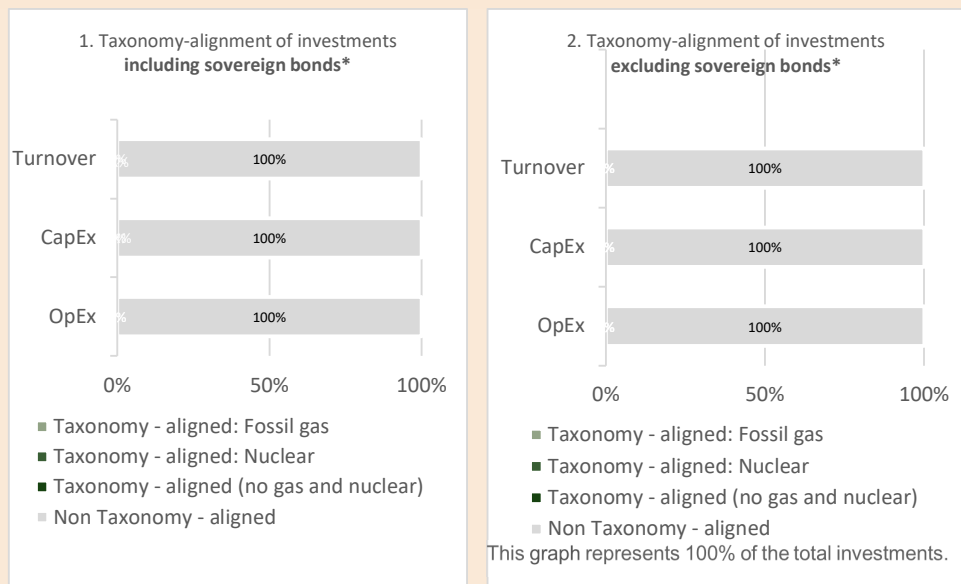 1. Taxonomy-alignment of investments
including sovereign bonds*
Turnover
100%
CapEx
100%
OpEx
100%
0% 50% 100%
Taxonomy - aligned: Fossil gas
Taxonomy - aligned: Nuclear
Taxonomy - aligned (no gas and nuclear)
Non Taxonomy - aligned
2. Taxonomy-alignment of investments
excluding sovereign bonds*
Turnover
100%
CapEx
100%
OpEx
100%
0% 50% 100%
Taxonomy - aligned: Fossil gas
Taxonomy - aligned: Nuclear
Taxonomy - aligned (no gas and nuclear)
Non Taxonomy - aligned
This graph represents 100% of the total investments.